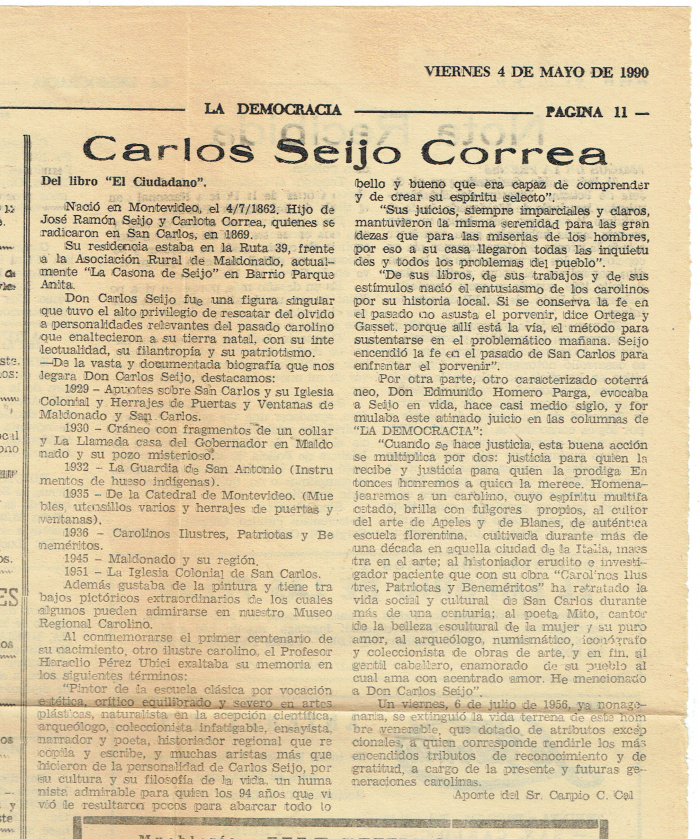 VIERNES 4 DE MAYO DE 1990
LA DEMOCRACIA
PAGINA 11 —
Carlos Seijo Correa
Del libro "El Ciudadano".
Nació en Montevideo, el 4/7/1862. Hijo de
José Ramón Seijo y Carlota Correa, quienes se
radicaron en San Carlos, en 1869.
Su residencia estaba en la Ruta 39, frente
a la Asociación Rural de Maldonado, actual-
mente "La Casona de Seijo" en Barrio Parque
Anita.
Don Carlos Seijo fue una figura singular
que tuvo el alto privilegio de rescatar del olvido
a personalidades relevantes del pasado carolino
que enaltecieron a su tierra natal, con su inte
lectualidad, su filantropía y su patriotismo.
—De la vasta y documentada biografía que nos
legara Don Carlos Seijo, destacamos:
1929 – Apuntes sobre San Carlos y su Iglesia
Colonial y Herrajes de Puertas y Ventanas de
Maldonado y San Carlos.
1930 – Cráneo con fragmentos de un collar
y La Llamada casa del Gobernador en Maldo
nado y su pozo misterioso.
1932 – La Guardia de San Antonio (Instru
mentos de hueso indígenas).
1935 – De la Catedral de Montevideo. (Mue
bles, utensillos varios y herrajes de puertas y
ventanas).
1936 – Carolinos Ilustres, Patriotas y Be
neméritos.
1945 – Maldonado y su región.
1951 – La Iglesia Colonial de San Carlos.
Además gustaba de la pintura y tiene tra
bajos pictóricos extraordinarios de los cuales
algunos pueden admirarse en nuestro Museo
Regional Carolino.
Al conmemorarse el primer centenario de
su nacimiento, otro ilustre carolino, el Profesor
Heraclio Pérez Ubici exaltaba su memoria en
los siguientes términos:
"Pintor de la escuela clásica por vocación
estética, crítico equilibrado y severo en artes
plásticas, naturalista en la acepción científica,
arqueólogo, coleccionista infatigable, ensayista,
narrador y poeta, historiador regional que re
copila y escribe, y muchas aristas más que
hicieron de la personalidad de Carlos Seijo, por
su cultura y su filosofía de la vida, un huma
nista admirable para quien los 94 años que vi
vió le resultaron pocos para abarcar todo lo
bello y bueno que era capaz de comprender
y de crear su espíritu selecto".
"Sus juicios, siempre imparciales y claros,
mantuvieron la misma serenidad para las gran
dezas que para las miserias de los hombres,
por eso a su casa llegaron todas las inquietu
des y todos los problemas del pueblo".
"De sus libros, de sus trabajos y de sus
estímulos nació el entusiasmo de los carolinos
por su historia local. Si se conserva la fe en
el pasado no asusta el porvenir, dice Ortega y
Gasset. porque allí está la vía, el método para
sustentarse en el problemático mañana. Seijo
encendió la fe en el pasado de San Carlos para
enfrentar el porvenir".
Por otra parte, otro caracterizado coterrá
neo, Don Edmundo Homero Parga, evocaba
a Seijo en vida, hace casi medio siglo, y for
mulaba este atinado juicio en las columnas de
"LA DEMOCRACIA":
"Cuando se hace justicia, esta buena acción
se multiplica por dos: justicia para quien la
recibe y justicia para quien la prodiga En
tonces honremos a quien la merece. Homena-
jearemos a un carolino, cuyo espíritu multifa
cetado, brilla con fulgores propios, al cultor
del arte de Apeles y de Blanes, de auténtica
escuela florentina, cultivada durante más de
una década en aquella ciudad de la Italia, maes
tra en el arte; al historiador erudito e investi-
gador paciente que con su obra "Carolinos Ilus
tres, Patriotas y Beneméritos" ha retratado la
vida social y cultural de San Carlos durante
más de una centuria; al poeta Mito, cantor
de la belleza escultural de la mujer y su puro
amor, al arqueólogo, numismático, iconógrafo
y coleccionista de obras de arte, y en fin, al
gentil caballero, enamorado de su pueblo al
cual ama con acentrado amor. He mencionado
a Don Carlos Seijo".
Un viernes, 6 de julio de 1956, ya nonage-
nario, se extinguió la vida terrena de este hom
bre venerable, que dotado de atributos excep
cionales, a quien corresponde rendirle los más
encendidos tributos de reconocimiento y de
gratitud, a cargo de la presente y futuras ge-
neraciones carolinas.
Aporte del Sr. Carpio C. Cal